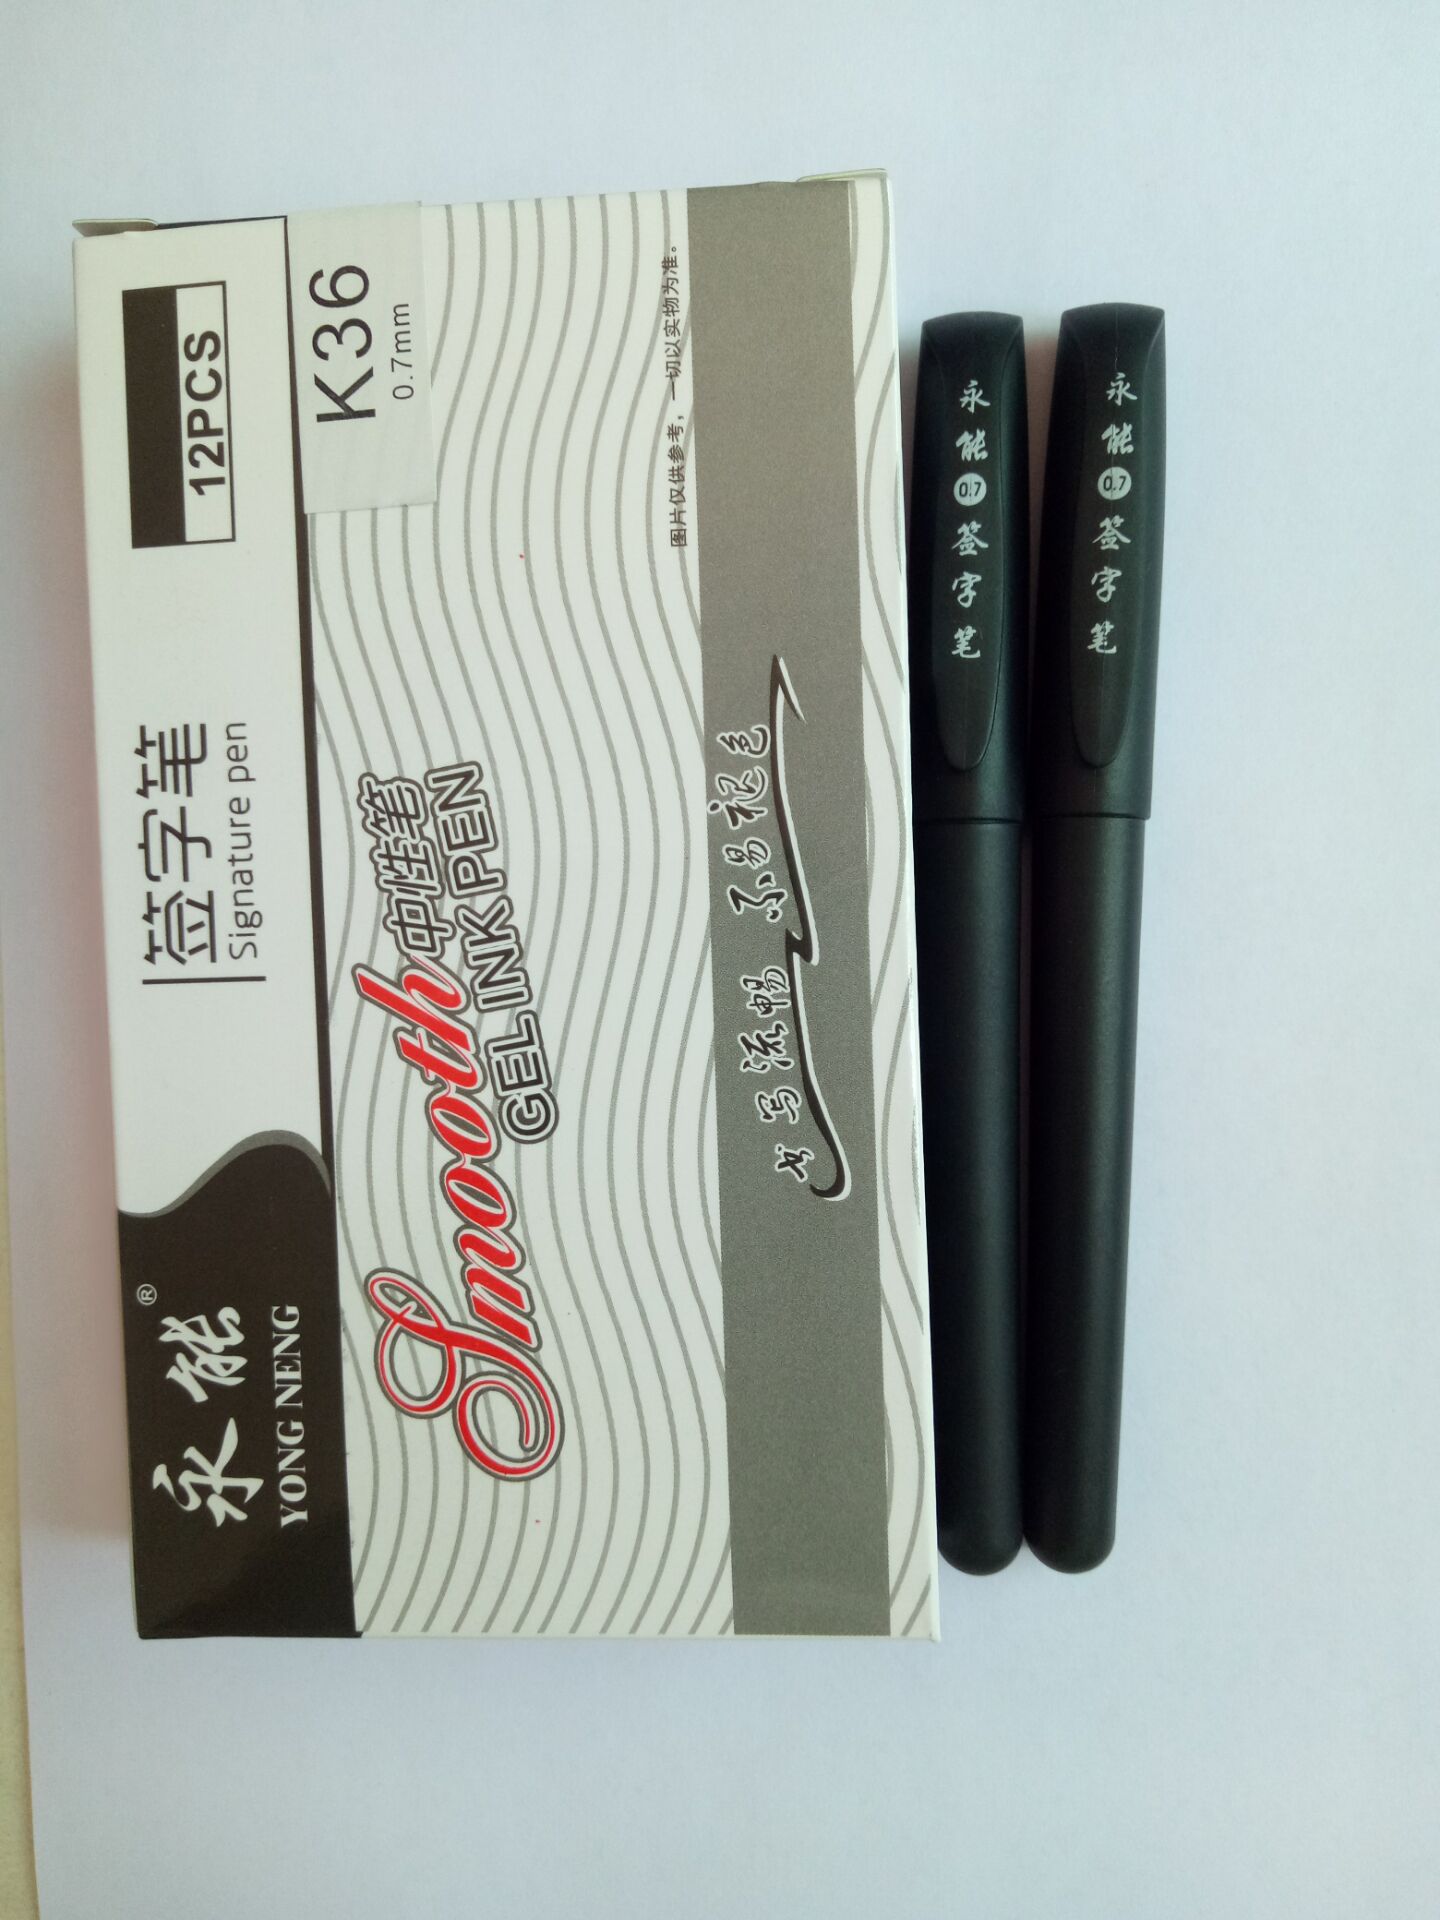 永能®
YONG NENG
签字笔
Signature pen
12PCS
K36
0.7mm
Smooth中性笔
GEL INK PEN
图片仅供参考，一切以实物为准。
书写流畅 不易褪色
永能0.7签字笔
永能0.7签字笔